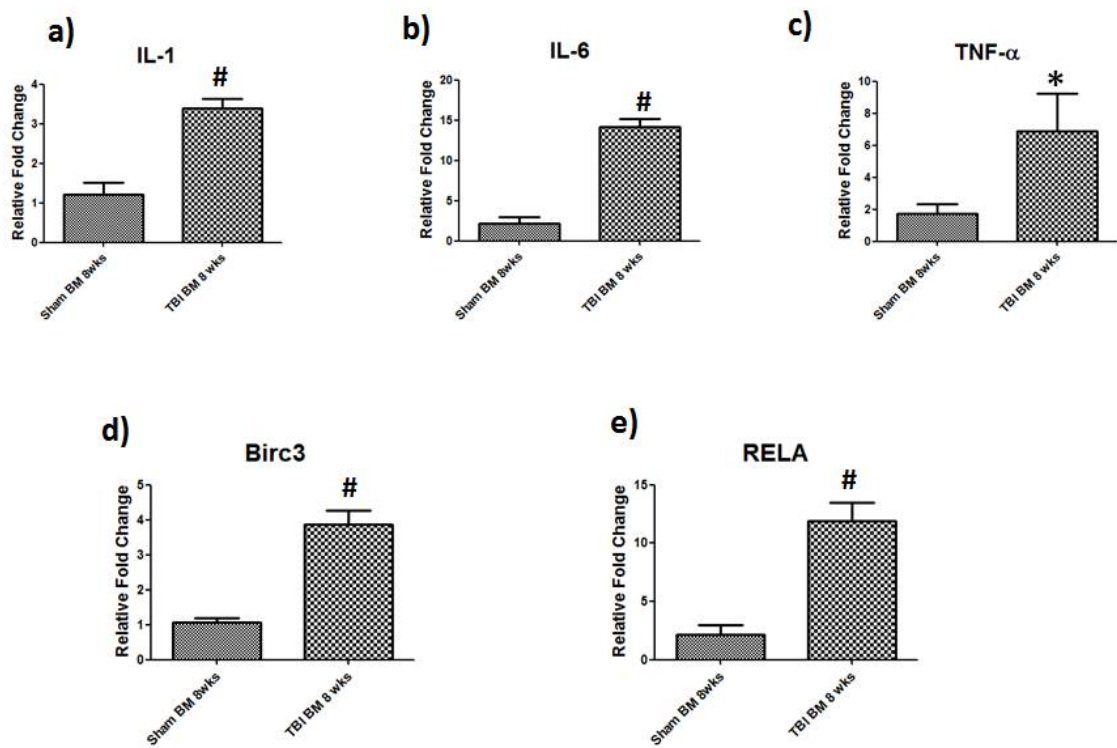 a)
IL-1
#
Relative Fold Change
4
3
2
1
0
Sham BM 8wks
TBI BM 8 wks
b)
IL-6
#
Relative Fold Change
20
15
10
5
0
Sham BM 8wks
TBI BM 8 wks
c)
TNF-α
*
Relative Fold Change
10
8
6
4
2
0
Sham BM 8wks
TBI BM 8 wks
d)
Birc3
#
Relative Fold Change
5
4
3
2
1
0
Sham BM 8wks
TBI BM 8 wks
e)
RELA
#
Relative Fold Change
15
10
5
0
Sham BM 8wks
TBI BM 8 wks